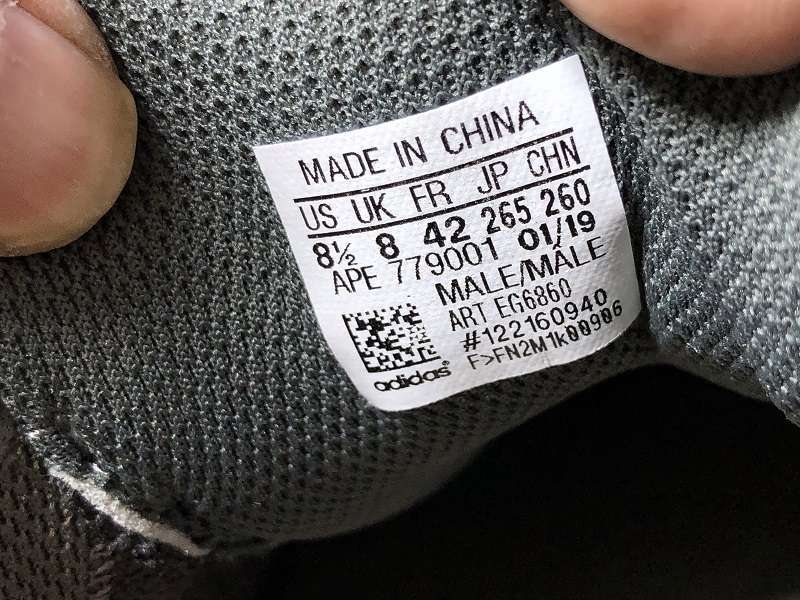 MADE IN CHINA
US UK FR JP CHN
8½ 8 42 265 260
APE 779001 01/19
MALE/MÂLE
ART EG6860
#122160940
F>FN2M1k00906
adidas®